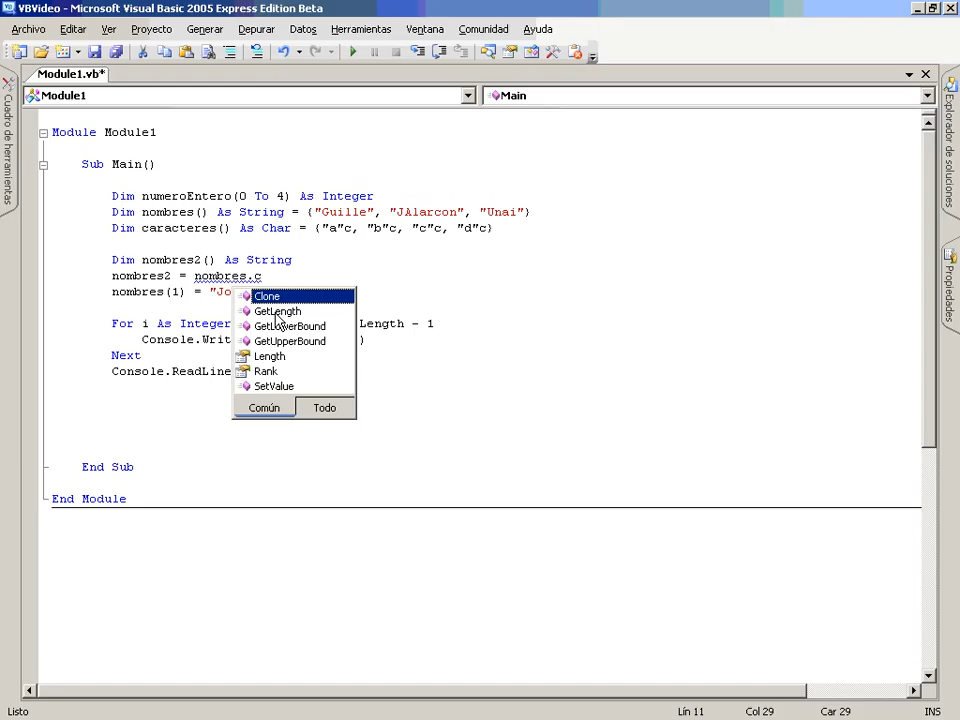 VBVideo - Microsoft Visual Basic 2005 Express Edition Beta
Archivo Editar Ver Proyecto Generar Depurar Datos Herramientas Ventana Comunidad Ayuda
Module1.vb*
Module1 Main
Cuadro de herramientas
Explorador de soluciones
Propiedades
Module Module1
Sub Main()
Dim numeroEntero(0 To 4) As Integer
Dim nombres() As String = {"Guille", "JAlarcon", "Unai"}
Dim caracteres() As Char = {"a"c, "b"c, "c"c, "d"c}
Dim nombres2() As String
nombres2 = nombres.c
nombres(1) = "Jo
For i As Integer Length - 1
Console.Writ )
Next
Console.ReadLine
Clone
GetLength
GetLowerBound
GetUpperBound
Length
Rank
SetValue
Común Todo
End Sub
End Module
Listo Lín 11 Col 29 Car 29 INS